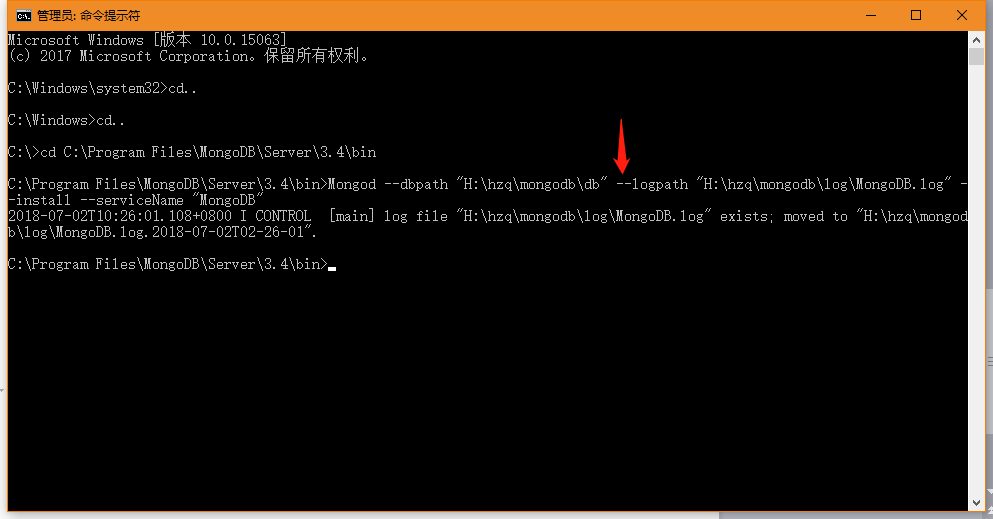 管理员: 命令提示符
Microsoft Windows [版本 10.0.15063]
(c) 2017 Microsoft Corporation。保留所有权利。
C:\Windows\system32>cd..
C:\Windows>cd..
C:\>cd C:\Program Files\MongoDB\Server\3.4\bin
C:\Program Files\MongoDB\Server\3.4\bin>Mongod --dbpath "H:\hzq\mongodb\db" --logpath "H:\hzq\mongodb\log\MongoDB.log" -
-install --serviceName "MongoDB"
2018-07-02T10:26:01.108+0800 I CONTROL  [main] log file "H:\hzq\mongodb\log\MongoDB.log" exists; moved to "H:\hzq\mongod
b\log\MongoDB.log.2018-07-02T02-26-01".
C:\Program Files\MongoDB\Server\3.4\bin>